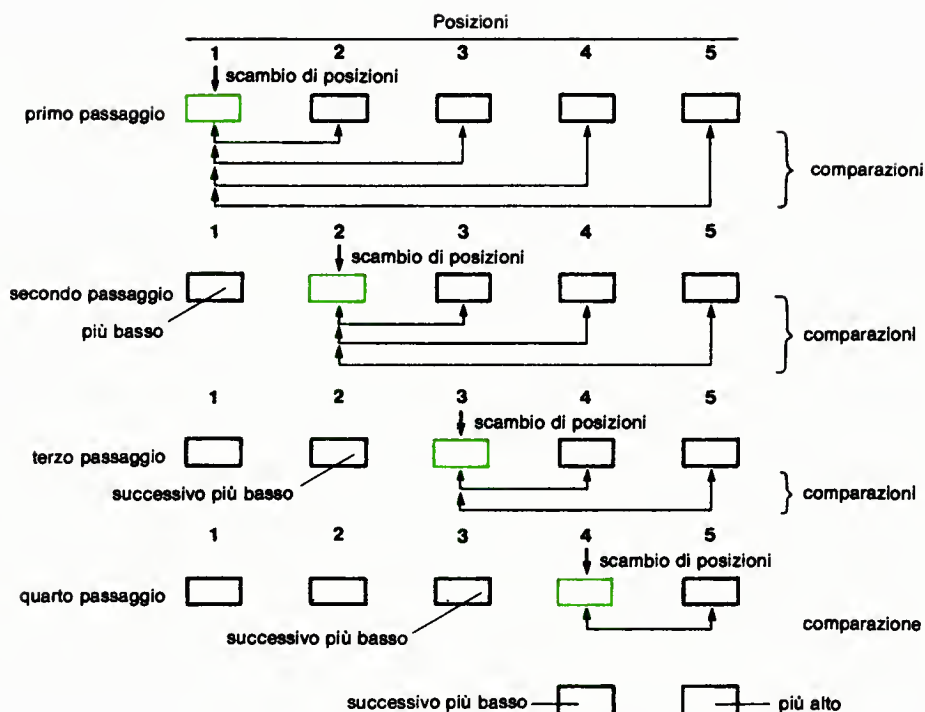 Posizioni
1 2 3 4 5
scambio di posizioni
primo passaggio
comparazioni
1 2 3 4 5
scambio di posizioni
secondo passaggio
più basso
comparazioni
1 2 3 4 5
scambio di posizioni
terzo passaggio
successivo più basso
comparazioni
1 2 3 4 5
scambio di posizioni
quarto passaggio
successivo più basso
comparazione
successivo più basso
più alto